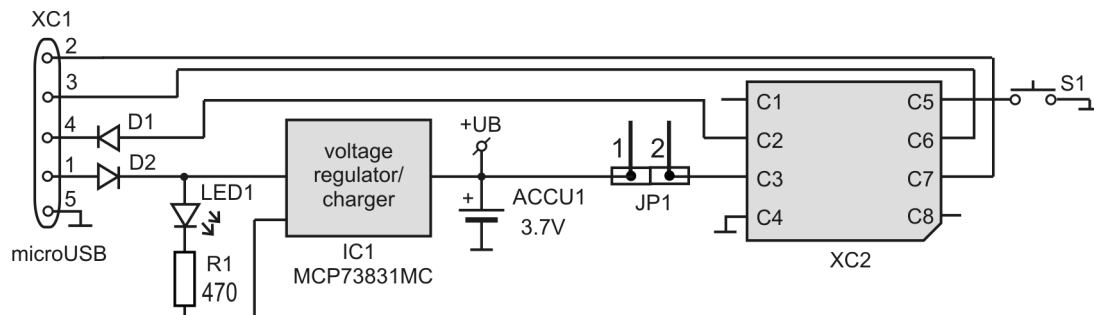 XC1
2
3
4
1
5
microUSB
D1
D2
LED1
R1
470
voltage
regulator/
charger
IC1
MCP73831MC
+UB
+
ACCU1
3.7V
1 2
JP1
C1 C5
C2 C6
C3 C7
C4 C8
XC2
S1